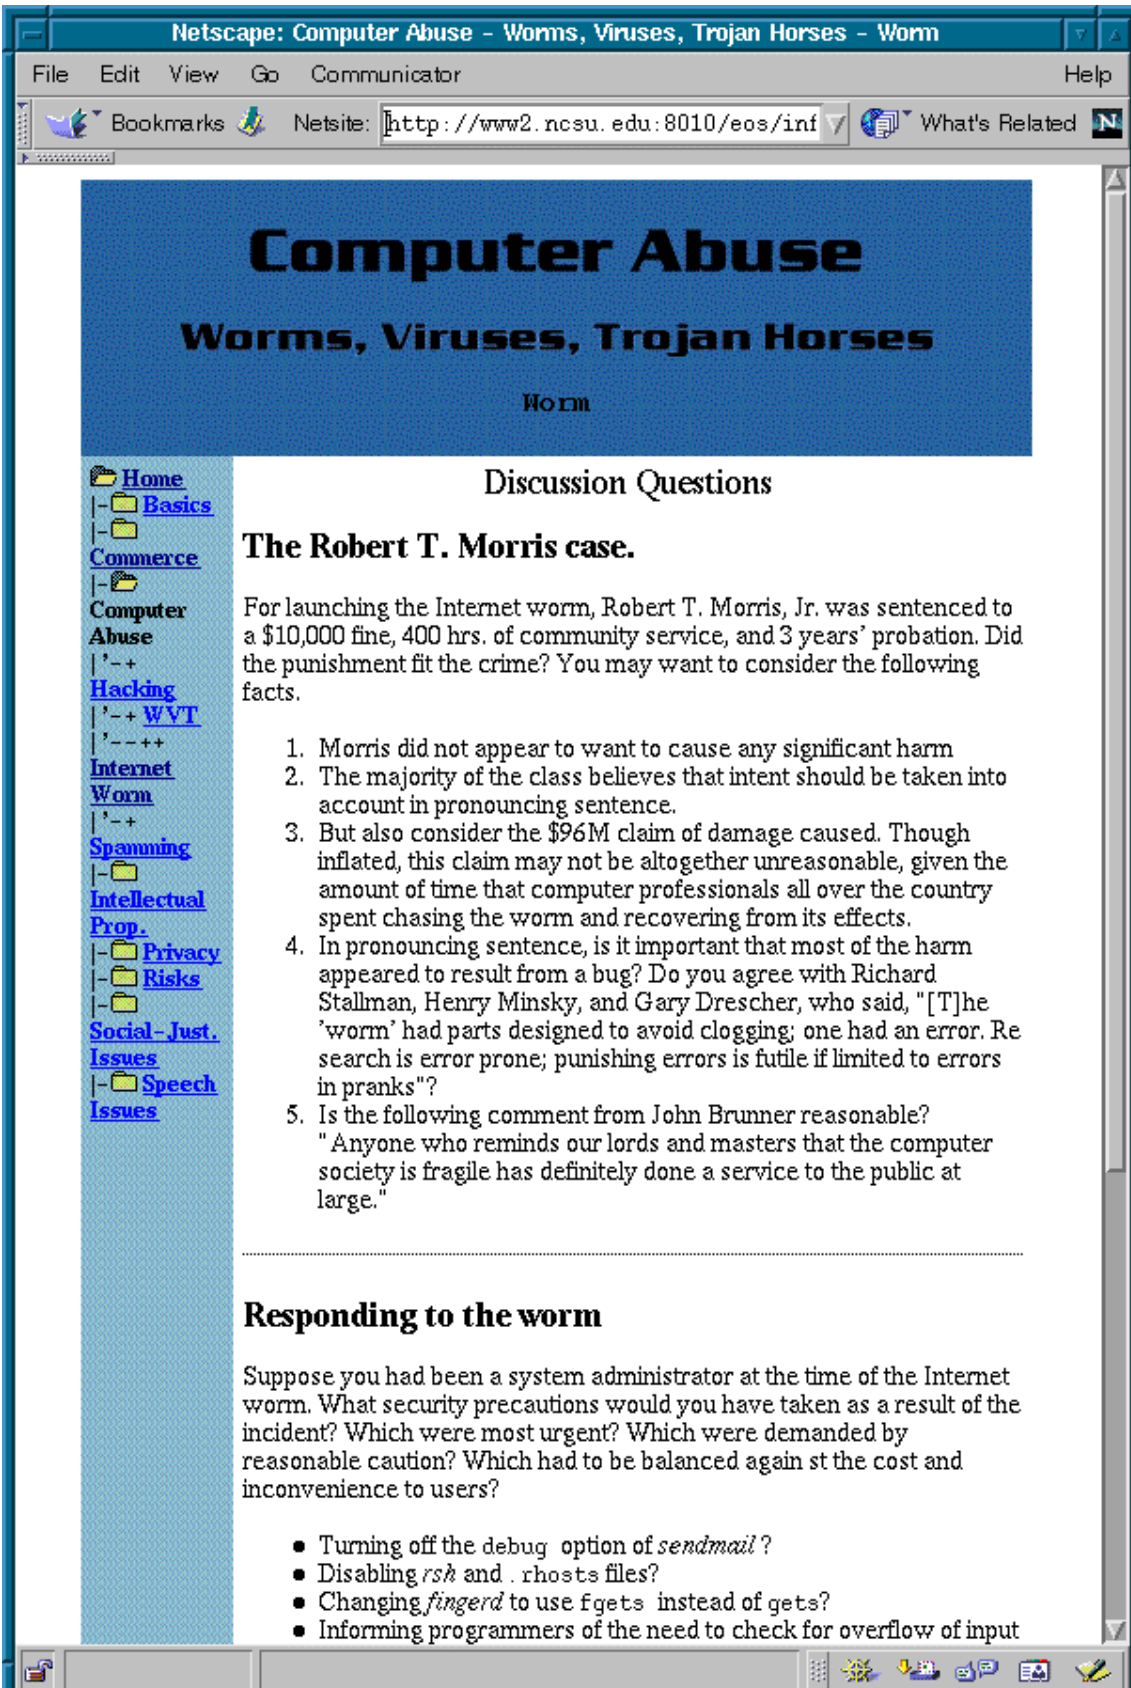 Netscape: Computer Abuse - Worms, Viruses, Trojan Horses - Worm
File Edit View Go Communicator Help
Bookmarks Netsite: http://www2.ncsu.edu:8010/eos/inf What's Related N
Computer Abuse
Worms, Viruses, Trojan Horses
Worm
Home
|- Basics
|-
Commerce
|-
Computer
Abuse
|'-+
Hacking
|'-+ WVT
|'--++
Internet
Worm
|'-+
Spamming
|-
Intellectual
Prop.
|- Privacy
|- Risks
|-
Social-Just.
Issues
|- Speech
Issues
Discussion Questions
The Robert T. Morris case.
For launching the Internet worm, Robert T. Morris, Jr. was sentenced to
a $10,000 fine, 400 hrs. of community service, and 3 years' probation. Did
the punishment fit the crime? You may want to consider the following
facts.
1. Morris did not appear to want to cause any significant harm
2. The majority of the class believes that intent should be taken into
account in pronouncing sentence.
3. But also consider the $96M claim of damage caused. Though
inflated, this claim may not be altogether unreasonable, given the
amount of time that computer professionals all over the country
spent chasing the worm and recovering from its effects.
4. In pronouncing sentence, is it important that most of the harm
appeared to result from a bug? Do you agree with Richard
Stallman, Henry Minsky, and Gary Drescher, who said, "[T]he
'worm' had parts designed to avoid clogging; one had an error. Re
search is error prone; punishing errors is futile if limited to errors
in pranks"?
5. Is the following comment from John Brunner reasonable?
"Anyone who reminds our lords and masters that the computer
society is fragile has definitely done a service to the public at
large."
Responding to the worm
Suppose you had been a system administrator at the time of the Internet
worm. What security precautions would you have taken as a result of the
incident? Which were most urgent? Which were demanded by
reasonable caution? Which had to be balanced again st the cost and
inconvenience to users?
● Turning off the debug option of sendmail ?
● Disabling rsh and .rhosts files?
● Changing fingerd to use fgets instead of gets?
● Informing programmers of the need to check for overflow of input